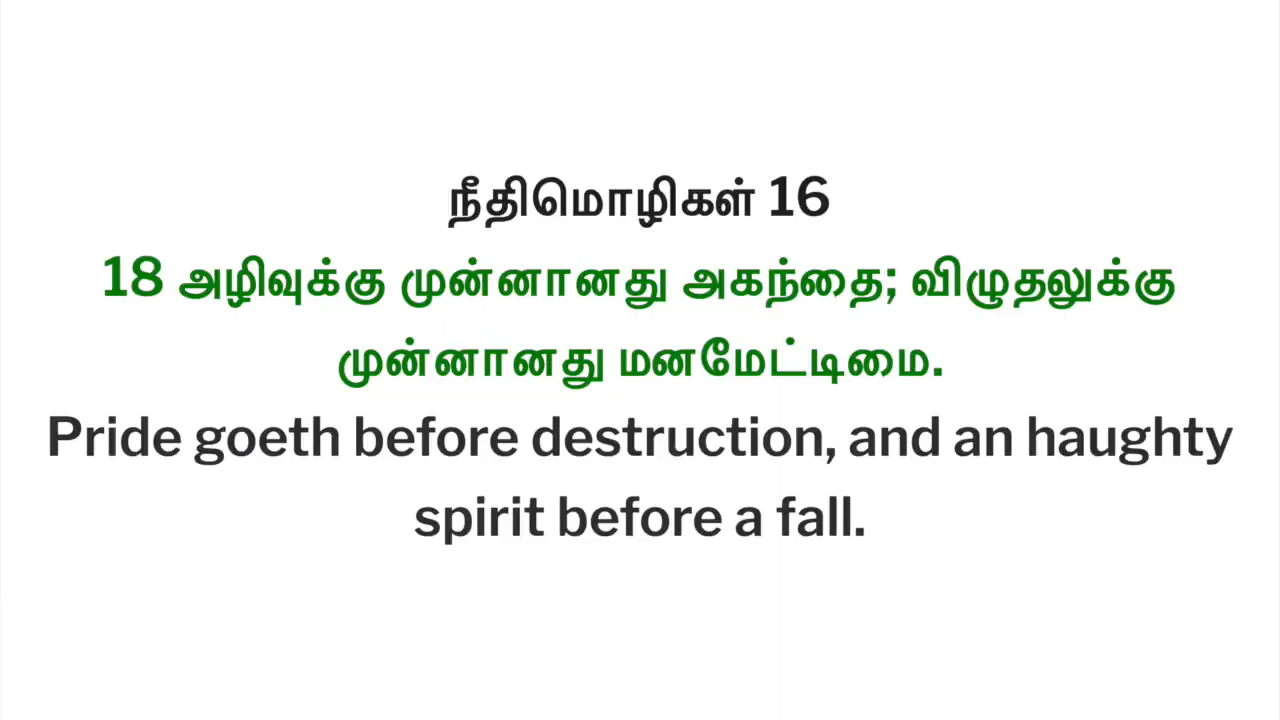 நீதிமொழிகள் 16
18 அழிவுக்கு முன்னானது அகந்தை; விழுதலுக்கு
முன்னானது மனமேட்டிமை.
Pride goeth before destruction, and an haughty
spirit before a fall.